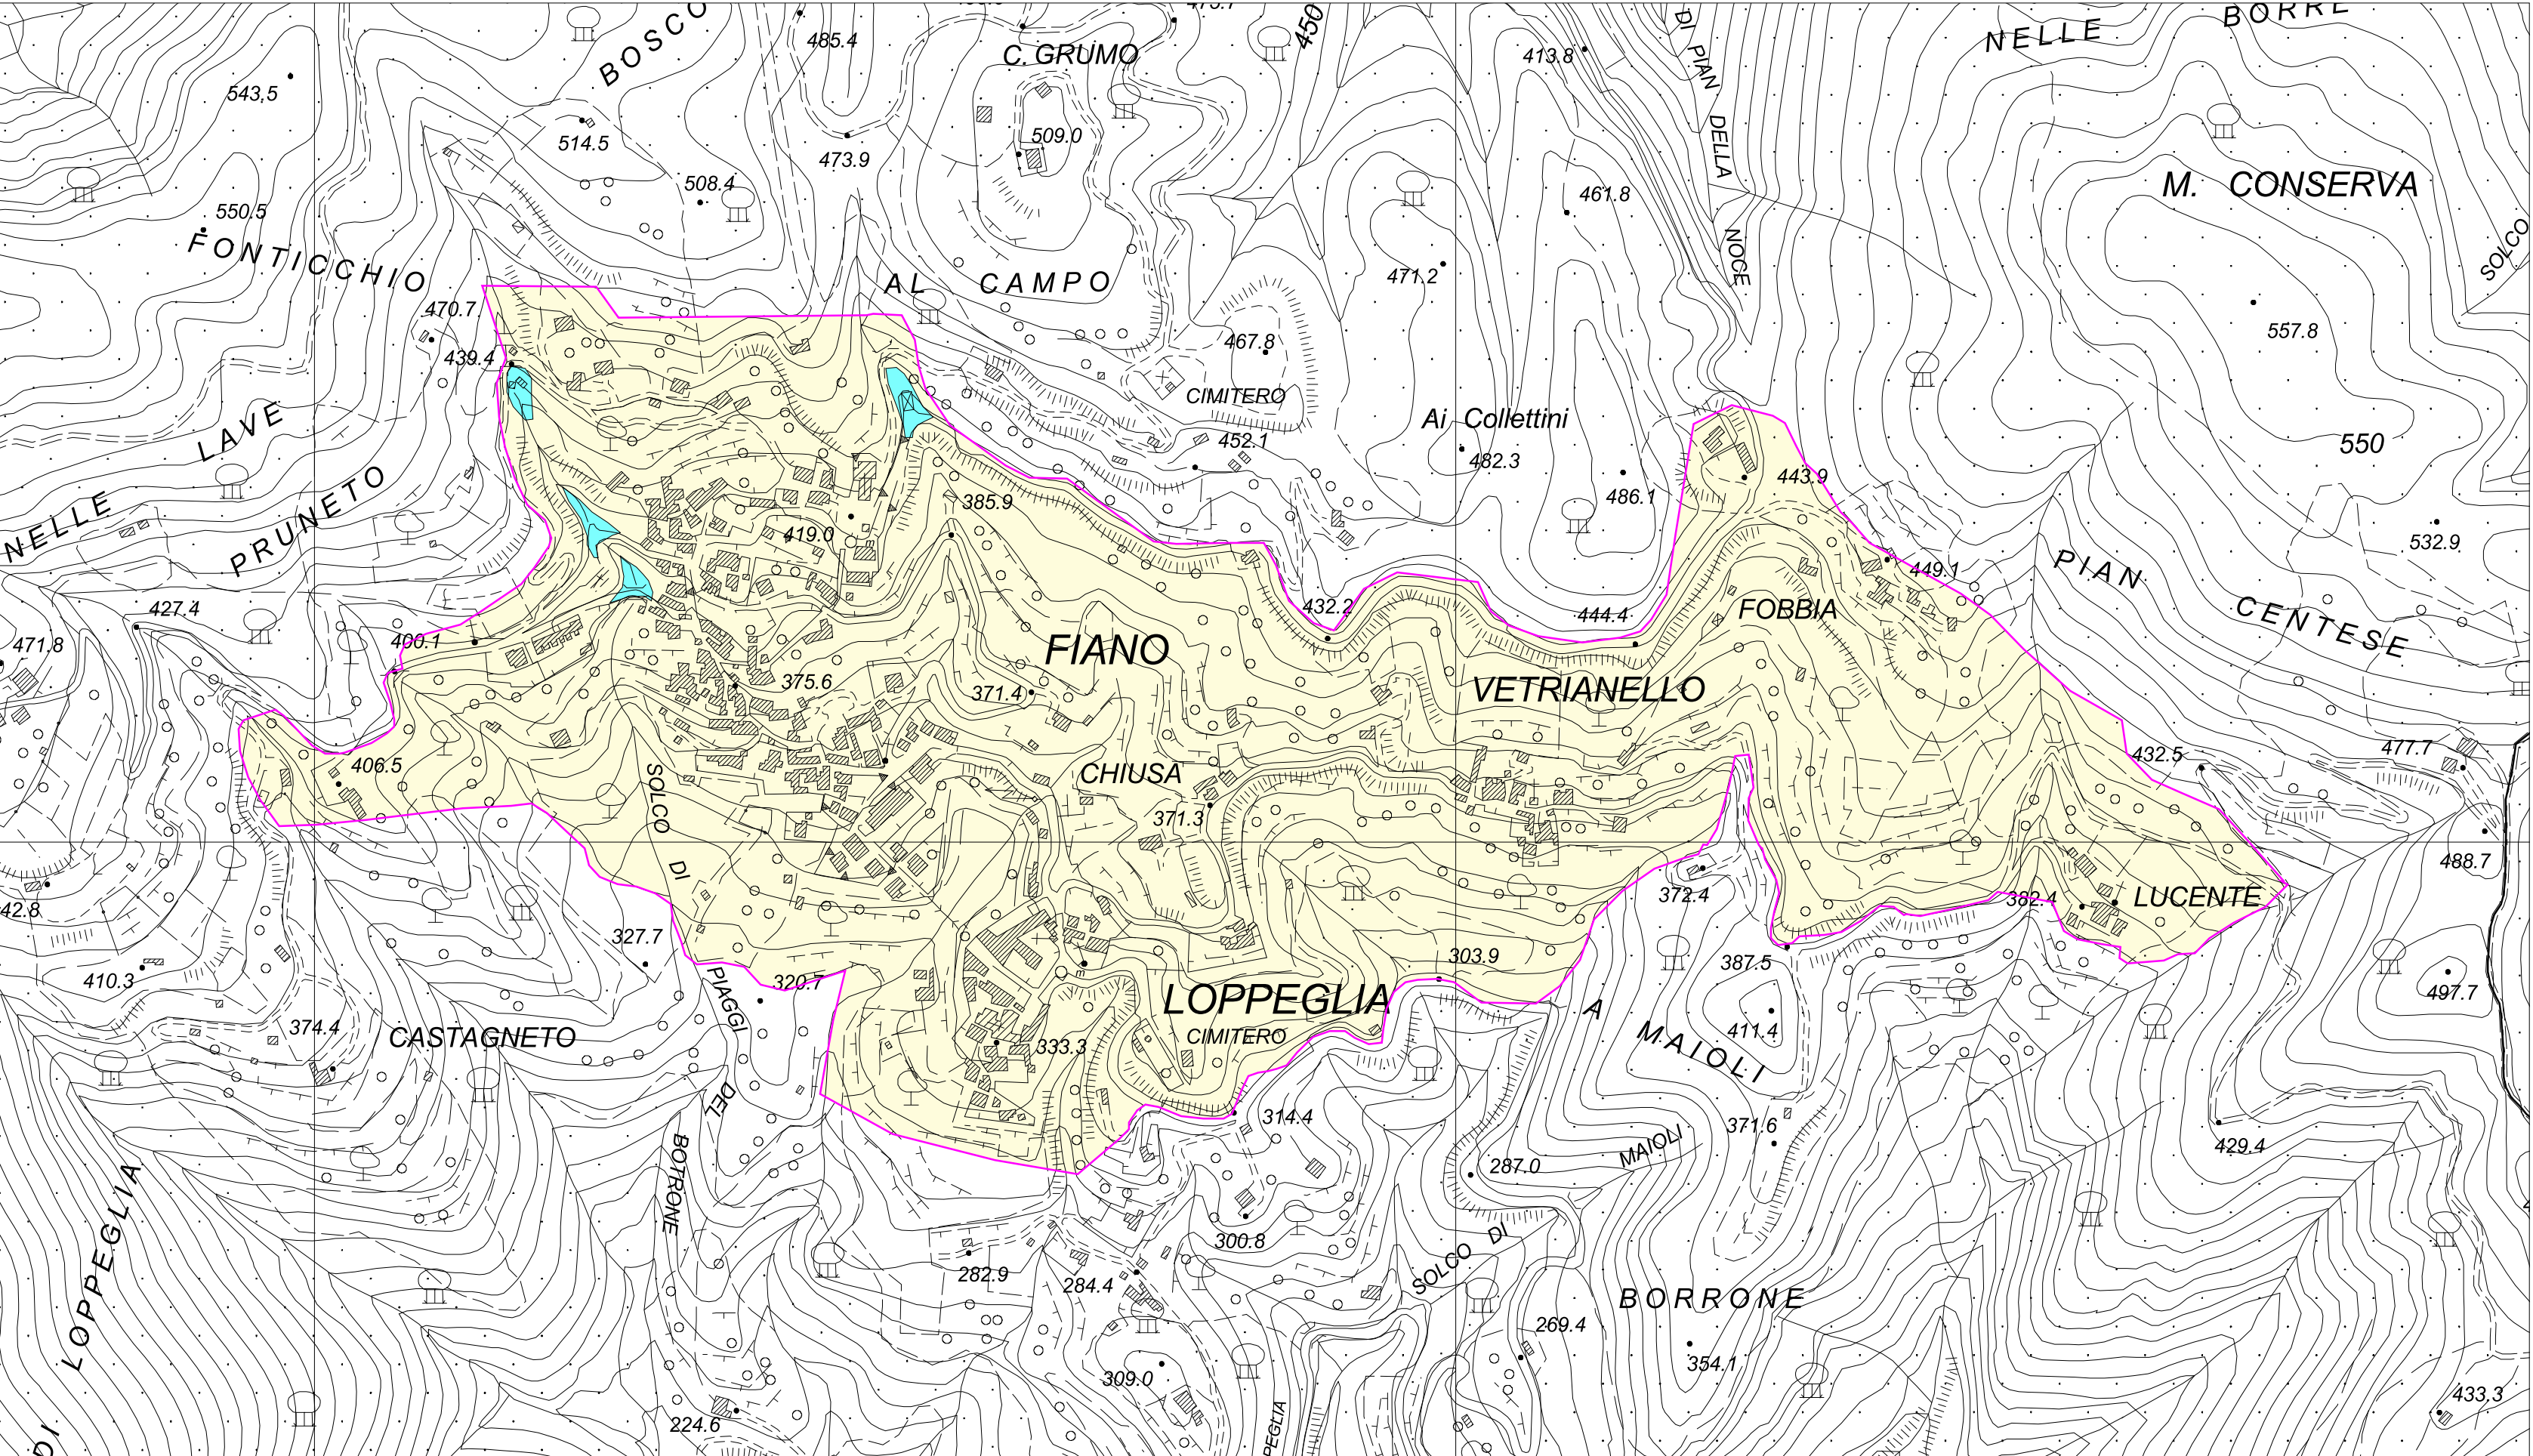 BOSCO
485.4
C. GRUMO
450
413.8
DI PIAN
DELLA
NOCE
NELLE
BORRE
543,5
514.5
473.9
509.0
508.4
461.8
M. CONSERVA
SOLCO
550.5
FONTICCHIO
AL CAMPO
471.2
470.7
467.8
557.8
439.4
CIMITERO
Ai Collettini
LAVE
452.1
482.3
550
NELLE
PRUNETO
385.9
486.1
443.9
419.0
532.9
449.1
PIAN
CENTESE
427.4
432.2
444.4
FOBBIA
471.8
400.1
FIANO
375.6
371.4
VETRIANELLO
406.5
CHIUSA
432.5
477.7
SOLCO
DI
371.3
488.7
372.4
382.4
LUCENTE
42.8
327.7
303.9
387.5
410.3
PIAGGI
320.7
LOPPEGLIA
497.7
374.4
CASTAGNETO
CIMITERO
A MAIOLI
411.4
333.3
DEL
314.4
371.6
BOTRONE
287.0
MAIOLI
429.4
LOPPEGLIA
300.8
282.9
284.4
SOLCO DI
BORRONE
269.4
354.1
309.0
433.3
224.6
DI
PEGLIA